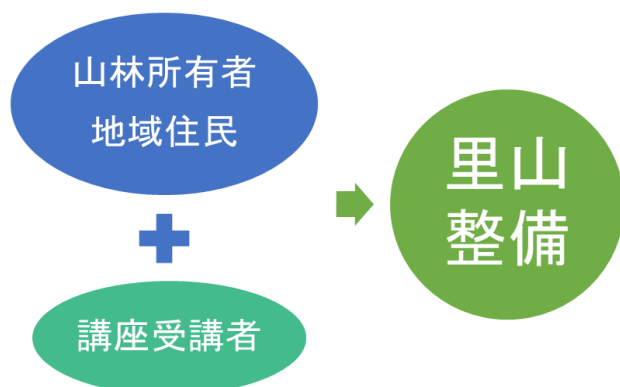 山林所有者
地域住民
講座受講者
里山
整備